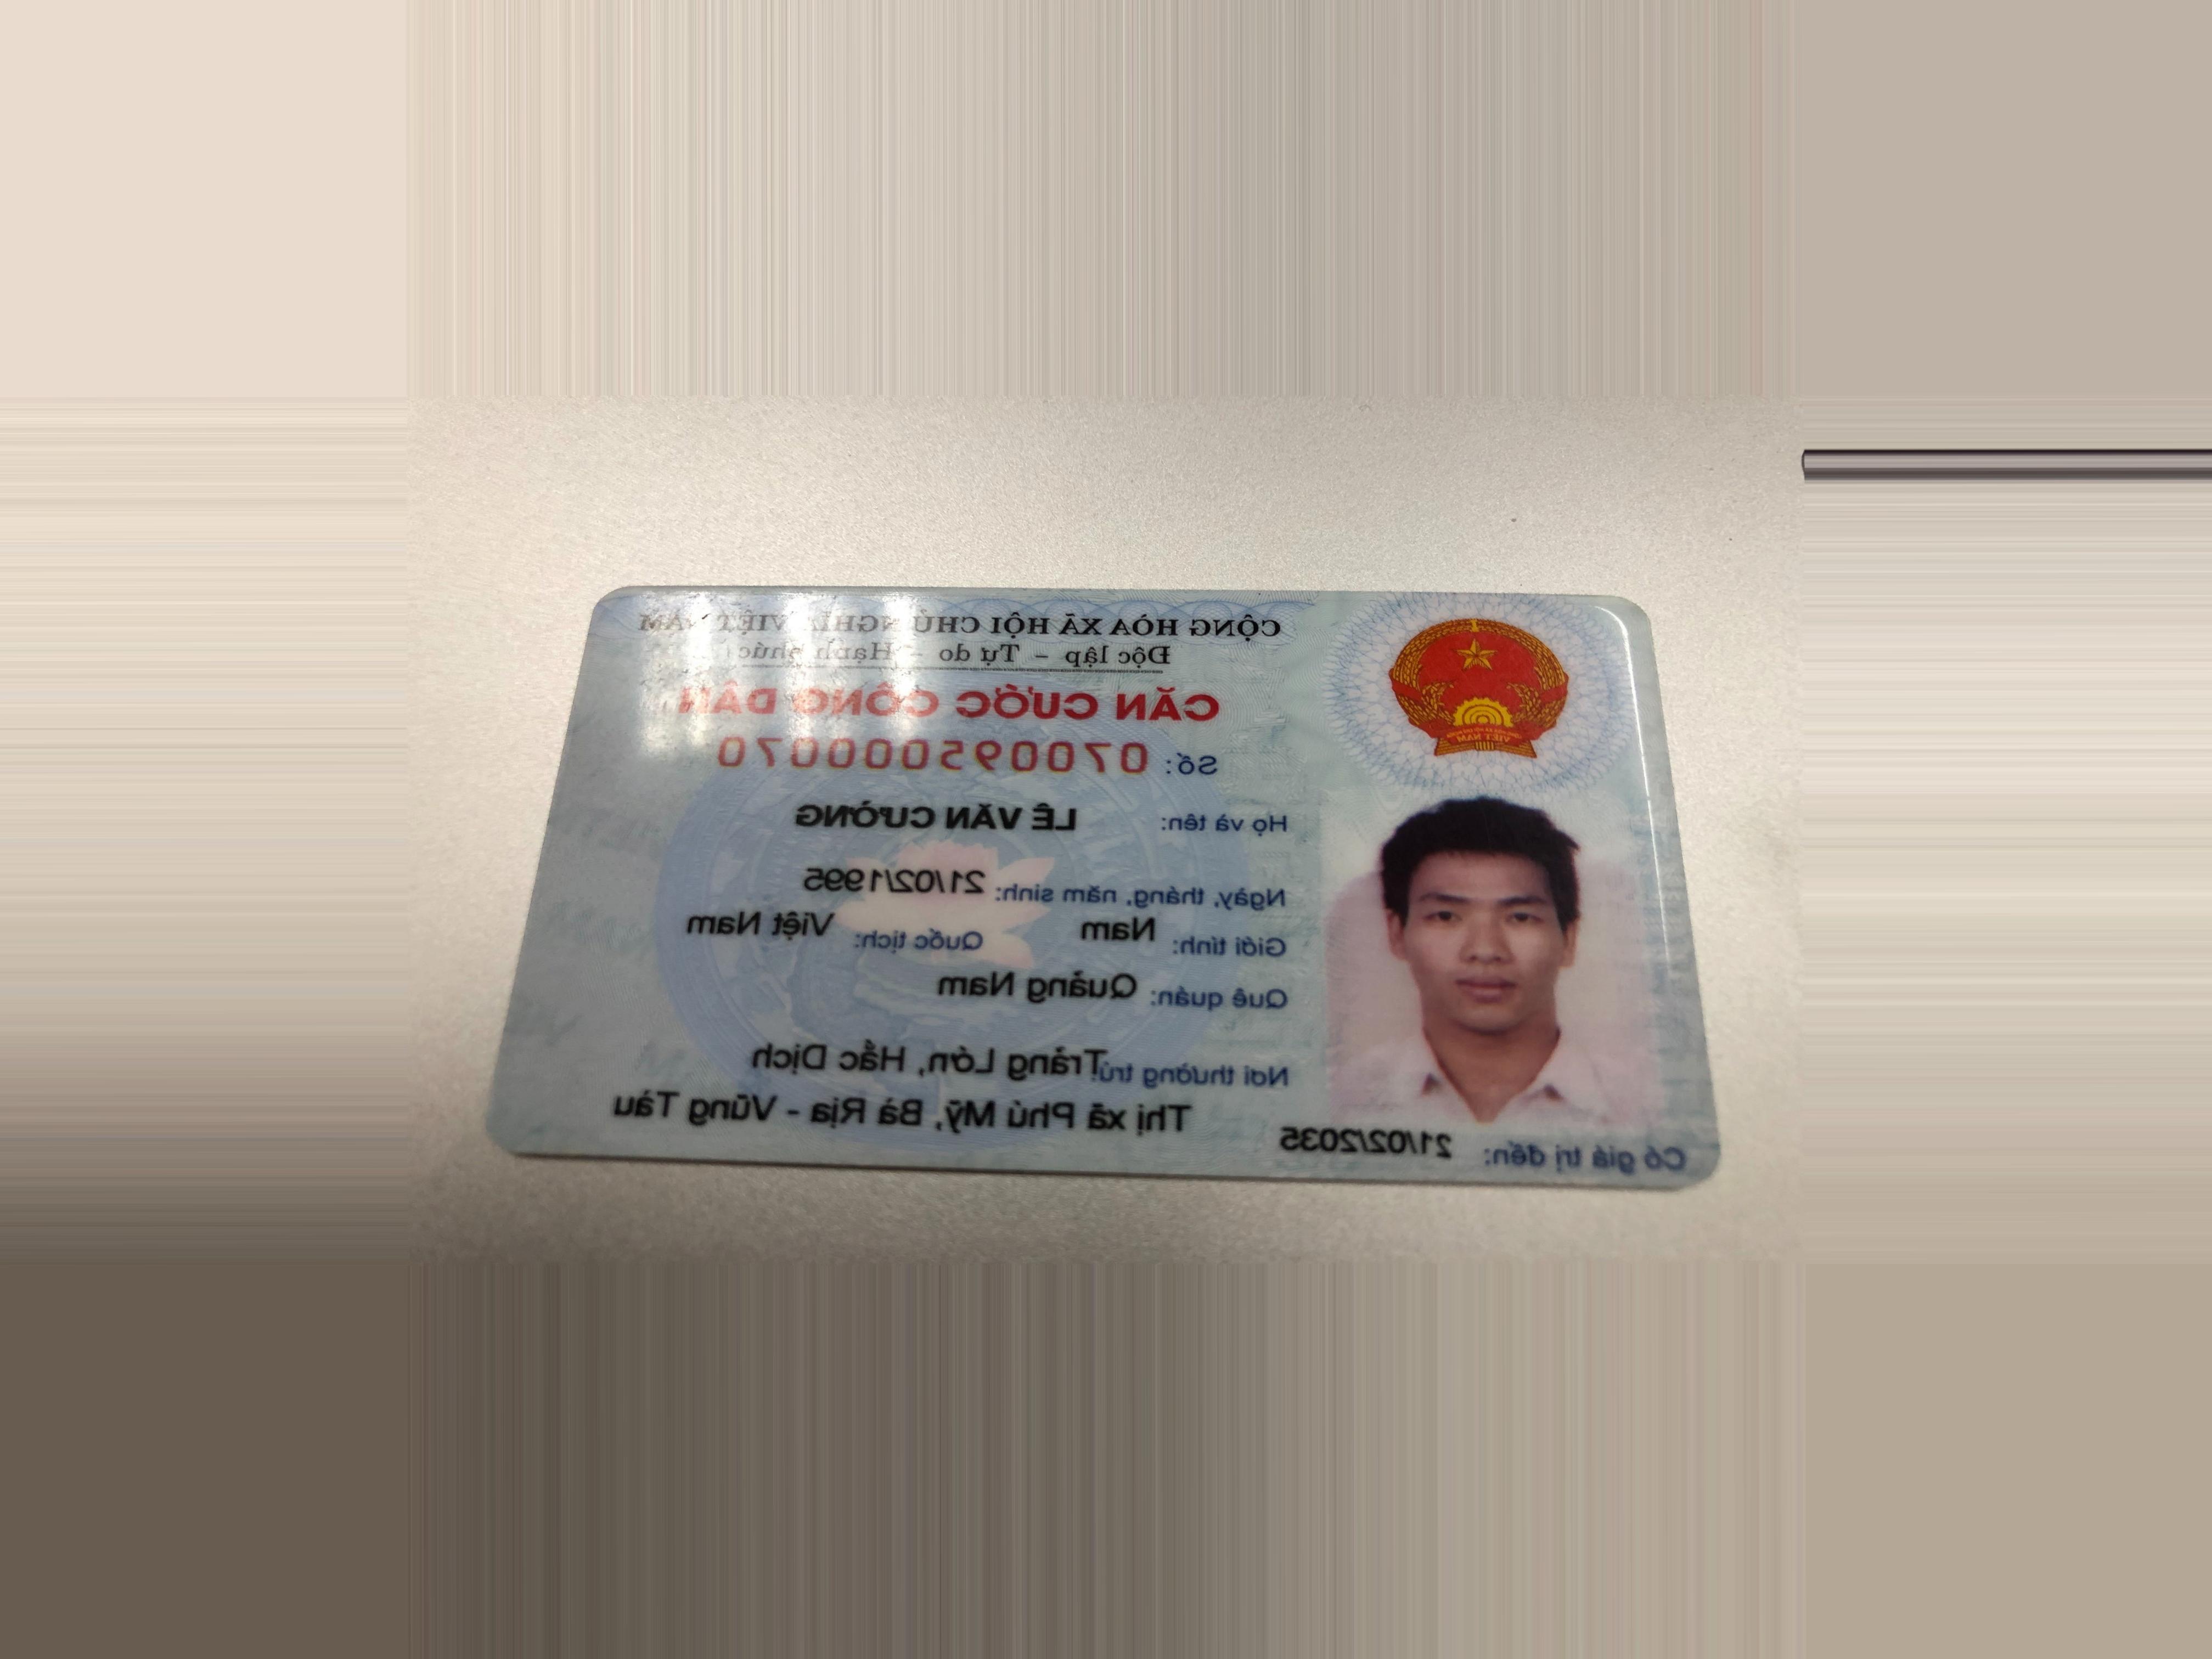 CỘNG HÒA XÃ HỘI CHỦ NGHĨA VIỆT NAM
Độc lập - Tự do - Hạnh phúc
CĂN CƯỚC CÔNG DÂN
Số: 070095000070
Họ và tên: LÊ VĂN CƯỜNG
Ngày, tháng, năm sinh: 21/02/1995
Giới tính: Nam Quốc tịch: Việt Nam
Quê quán: Quảng Nam
Nơi thường trú: Trảng Lớn, Hắc Dịch
Thị xã Phú Mỹ, Bà Rịa - Vũng Tàu
Có giá trị đến: 21/02/2035
VIỆT NAM